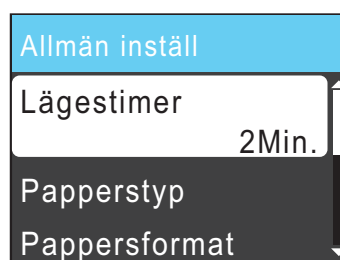 Allmän inställ
Lägestimer
2Min.
Papperstyp
Pappersformat